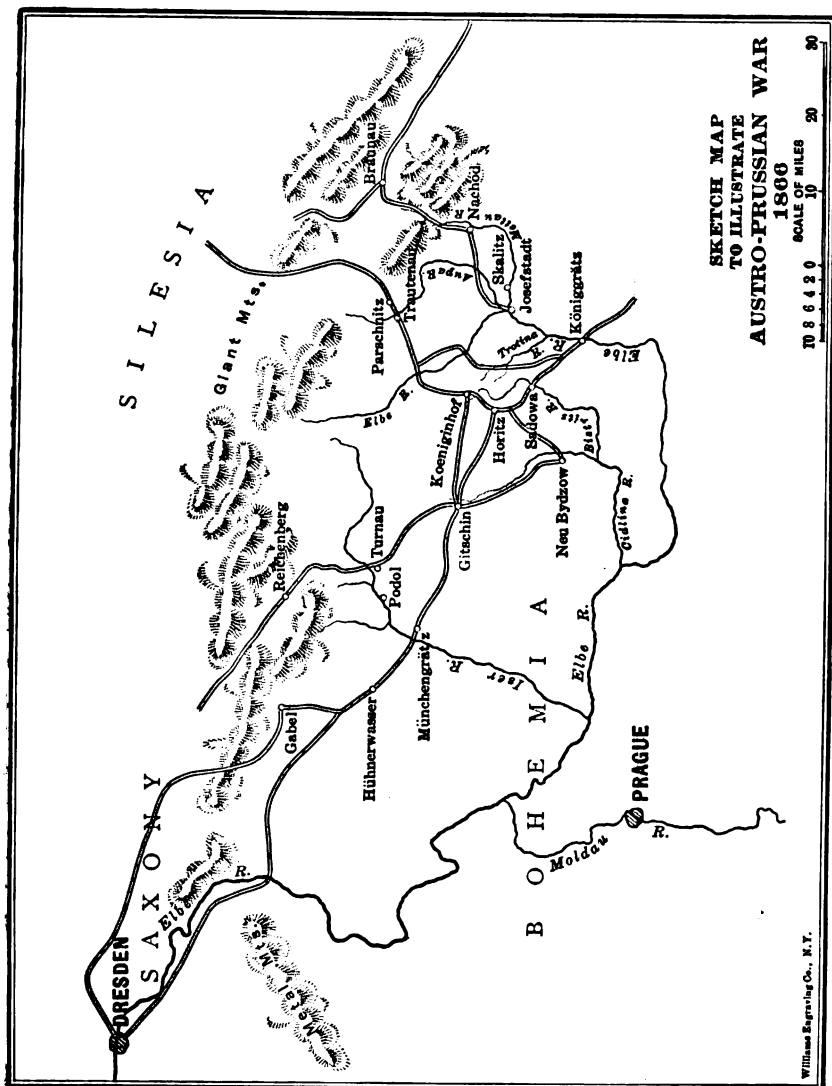 SKETCH MAP
TO ILLUSTRATE
AUSTRO-PRUSSIAN WAR
1866
SCALE OF MILES
10 8 6 4 2 0 10 20 30
SILESIA
Giant Mts.
SAXONY
DRESDEN
Elbe
R.
Metal Mts.
Reichenberg
Gabel
Turnau
Podol
Hühnerwasser
Münchengrätz
Iser
R.
Gitschin
Parschnitz
Trautenau
Braunau
Nachod
Mettau
R
Aupa R
Skalitz
Josefstadt
Elbe R.
Koeniginhof
Horitz
Sadowa
Trotina
R.
Königgrätz
Elbe
R.
Neu Bydzow
R.
Cidlina R.
Elbe R.
BOHEMIA
PRAGUE
Moldau
R.
Williams Engraving Co., N.Y.